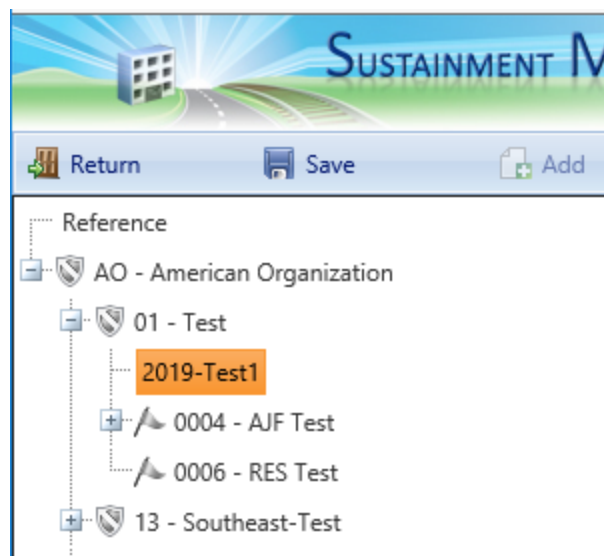 SUSTAINMENT M
Return Save Add
Reference
AO - American Organization
01 - Test
2019-Test1
0004 - AJF Test
0006 - RES Test
13 - Southeast-Test